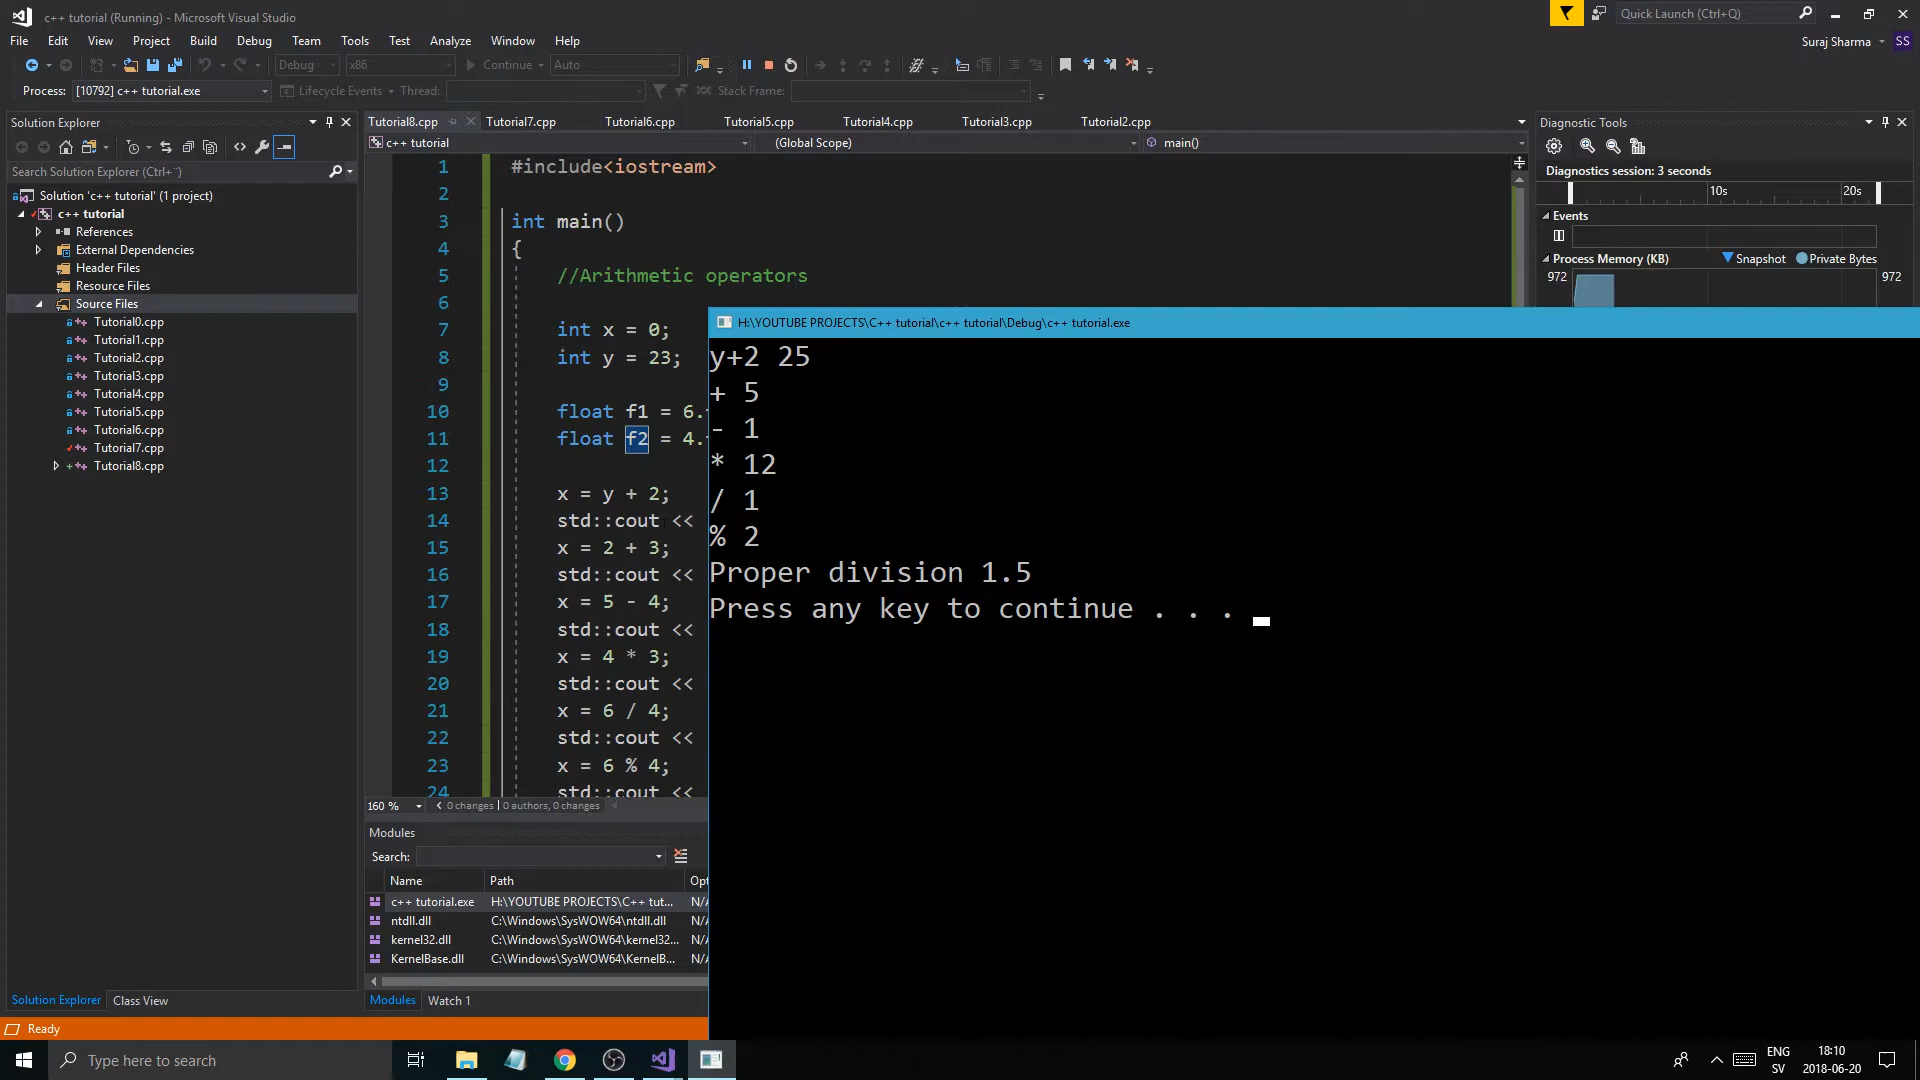 c++ tutorial (Running) - Microsoft Visual Studio
Quick Launch (Ctrl+Q)
File Edit View Project Build Debug Team Tools Test Analyze Window Help
Suraj Sharma SS
Debug x86 Continue Auto
Process: [10792] c++ tutorial.exe Lifecycle Events Thread: Stack Frame:
Solution Explorer
Search Solution Explorer (Ctrl+¨)
Solution 'c++ tutorial' (1 project)
c++ tutorial
References
External Dependencies
Header Files
Resource Files
Source Files
Tutorial0.cpp
Tutorial1.cpp
Tutorial2.cpp
Tutorial3.cpp
Tutorial4.cpp
Tutorial5.cpp
Tutorial6.cpp
Tutorial7.cpp
Tutorial8.cpp
Solution Explorer Class View
Tutorial8.cpp Tutorial7.cpp Tutorial6.cpp Tutorial5.cpp Tutorial4.cpp Tutorial3.cpp Tutorial2.cpp
c++ tutorial (Global Scope) main()
1 #include<iostream>
2
3 int main()
4 {
5 //Arithmetic operators
6
7 int x = 0;
8 int y = 23;
9
10 float f1 = 6.
11 float f2 = 4.
12
13 x = y + 2;
14 std::cout <<
15 x = 2 + 3;
16 std::cout <<
17 x = 5 - 4;
18 std::cout <<
19 x = 4 * 3;
20 std::cout <<
21 x = 6 / 4;
22 std::cout <<
23 x = 6 % 4;
24 std::cout <<
160 % 0 changes | 0 authors, 0 changes
Modules
Search:
Name Path Opt
c++ tutorial.exe H:\YOUTUBE PROJECTS\C++ tut... N/A
ntdll.dll C:\Windows\SysWOW64\ntdll.dll N/A
kernel32.dll C:\Windows\SysWOW64\kernel32... N/A
KernelBase.dll C:\Windows\SysWOW64\KernelB... N/A
Modules Watch 1
Diagnostic Tools
Diagnostics session: 3 seconds
10s 20s
Events
Process Memory (KB) Snapshot Private Bytes
972 972
H:\YOUTUBE PROJECTS\C++ tutorial\c++ tutorial\Debug\c++ tutorial.exe
y+2 25
+ 5
- 1
* 12
/ 1
% 2
Proper division 1.5
Press any key to continue . . .
Ready
Type here to search
ENG
SV
18:10
2018-06-20